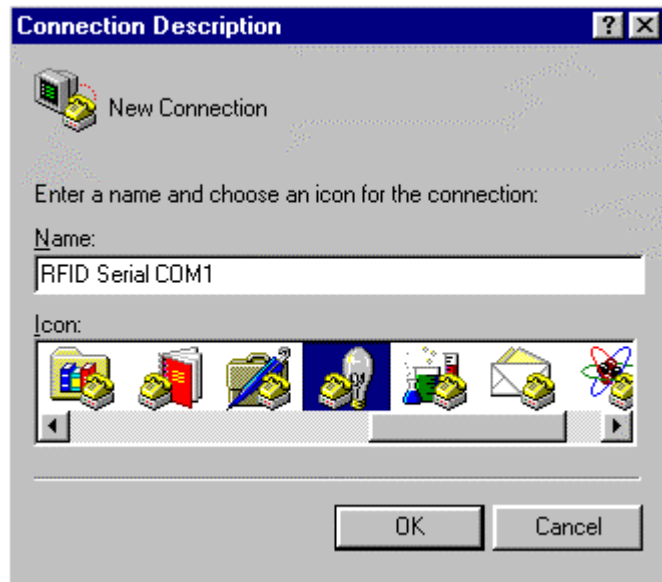 Connection Description
New Connection
Enter a name and choose an icon for the connection:
Name:
RFID Serial COM1
Icon:
OK
Cancel